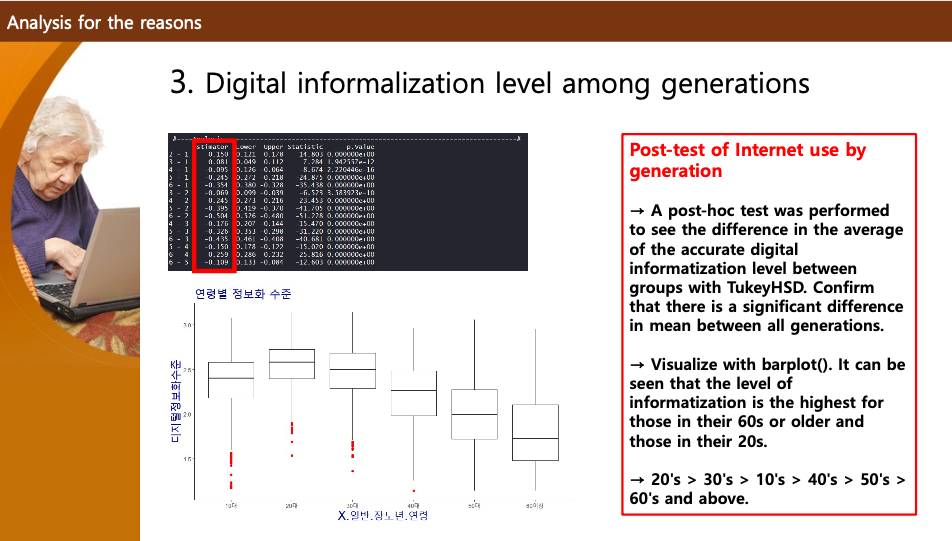 Analysis for the reasons
3. Digital informalization level among generations
stimator Lower Upper Statistic p.Value
2 - 1 0.150 0.121 0.178 14.803 0.000000e+00
3 - 1 0.081 0.049 0.112 7.284 1.942557e-12
4 - 1 -0.095 0.126 0.064 8.674 2.220446e-16
5 - 1 -0.245 0.272 -0.218 -24.875 0.000000e+00
6 - 1 -0.354 0.380 -0.328 -35.438 0.000000e+00
3 - 2 -0.069 0.099 -0.039 -6.523 3.583923e-10
4 2 0.245 0.273 0.216 23.453 0.000000e+00
5 - 2 -0.395 0.419 -0.370 -41.705 0.000000e+00
6 - 2 -0.504 0.526 -0.480 -51.228 0.000000e+00
4 - 3 0.176 0.207 0.144 -15.470 0.000000e+00
5 - 3 -0.326 0.353 -0.298 -31.220 0.000000e+00
6 - 3 -0.435 0.461 -0.408 -40.681 0.000000e+00
5 - 4 -0.150 0.178 -0.122 -15.020 0.000000e+00
6 4 0.259 0.286 0.232 25.816 0.000000e+00
6 - 5 -0.109 0.133 -0.084 -12.603 0.000000e+00
연령별 정보화 수준
디지털정보화수준
3.0
2.5
2.0
1.5
10대 20대 30대 40대 50대 60이상
X.일반.장노년.연령
Post-test of Internet use by
generation
→ A post-hoc test was performed
to see the difference in the average
of the accurate digital
informatization level between
groups with TukeyHSD. Confirm
that there is a significant difference
in mean between all generations.
→ Visualize with barplot(). It can be
seen that the level of
informatization is the highest for
those in their 60s or older and
those in their 20s.
→ 20's > 30's > 10's > 40's > 50's >
60's and above.